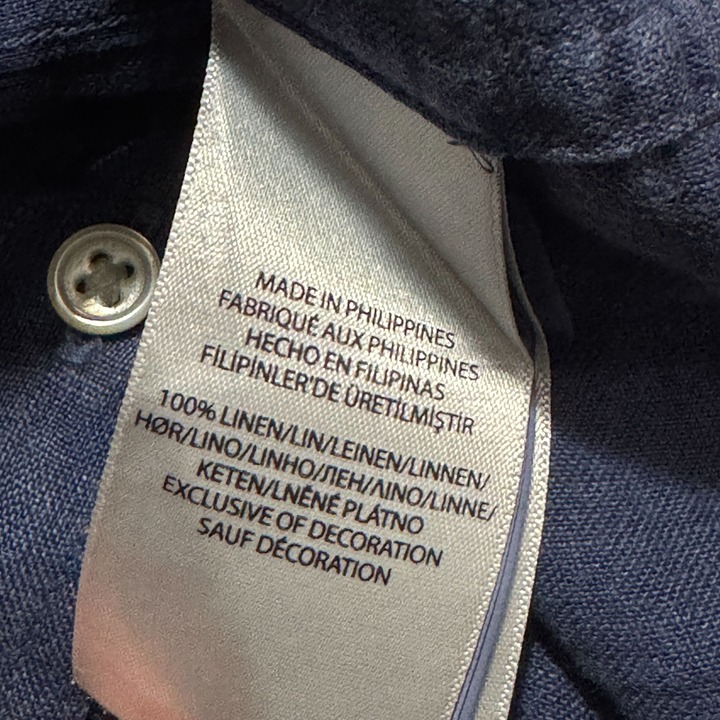 MADE IN PHILIPPINES
FABRIQUÉ AUX PHILIPPINES
HECHO EN FILIPINAS
FİLİPİNLER'DE ÜRETİLMİŞTİR
100% LINEN/LIN/LEINEN/LINNEN/
HØR/LINO/LINHO/ЛЕН/ΛΙΝΟ/LINNE/
KETEN/LNĚNÉ PLÁTNO
EXCLUSIVE OF DECORATION
SAUF DÉCORATION